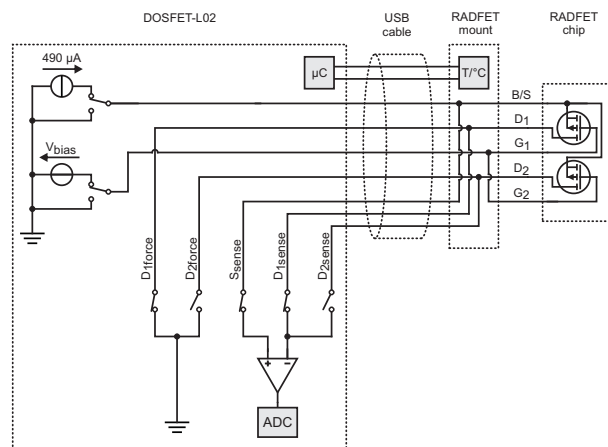 DOSFET-L02
USB
cable
RADFET
mount
RADFET
chip
490 µA
µC
T/°C
B/S
D1
G1
Vbias
D2
G2
D1force
D2force
Ssense
D1sense
D2sense
+
−
ADC